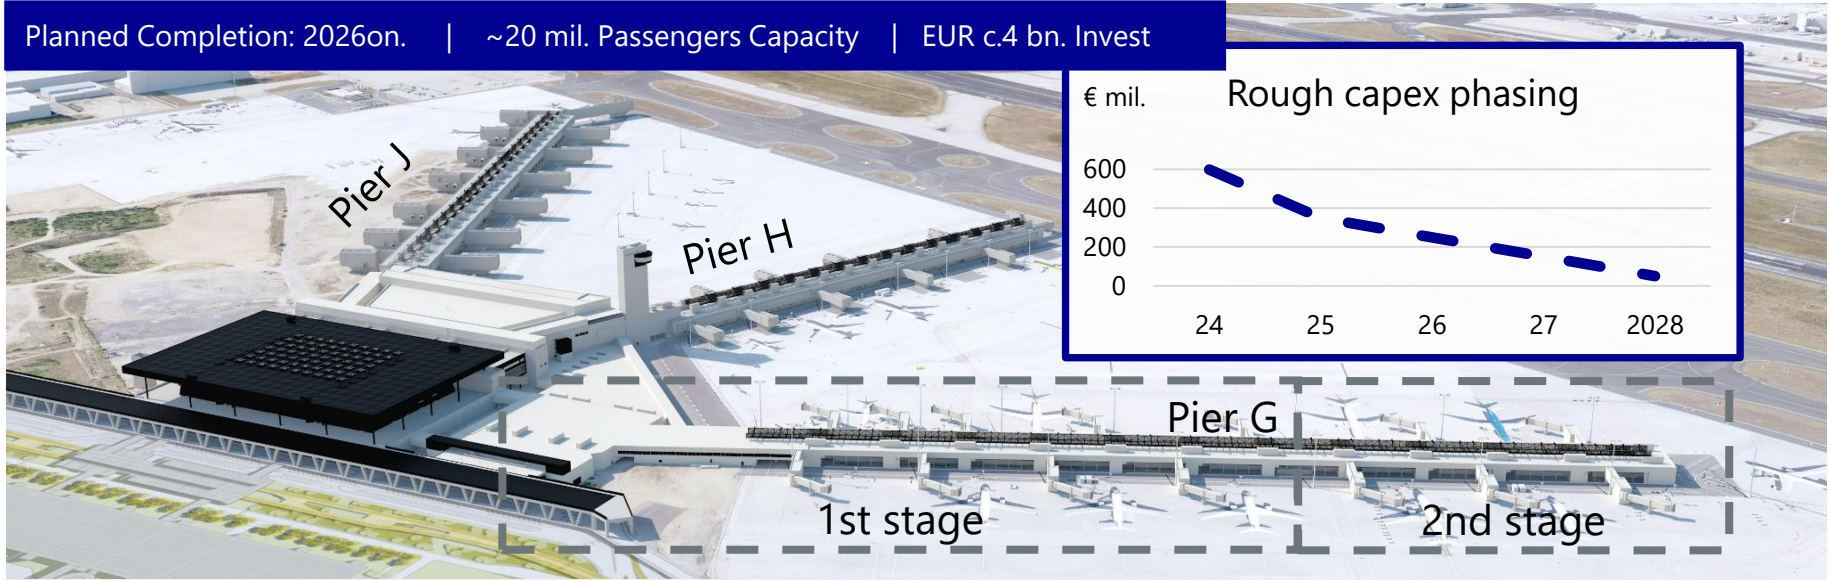 Planned Completion: 2026on. | ~20 mil. Passengers Capacity | EUR c.4 bn. Invest
€ mil.
Rough capex phasing
600
400
200
0
24 25 26 27 2028
Pier J
Pier H
Pier G
1st stage
2nd stage